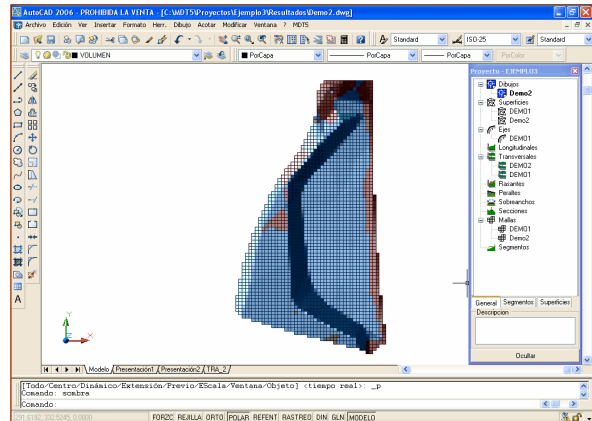 AutoCAD 2006 - PROHIBIDA LA VENTA - [C:\MDT5\Proyectos\Ejemplo3\Resultados\Demo2.dwg]
Archivo Edición Ver Insertar Formato Herr. Dibujo Acotar Modificar Ventana ? MDT5
Standard ISO-25 Standard
VOLUMEN PorCapa PorCapa PorCapa PorColor
Proyecto - EJEMPLO3
Dibujos
Demo2
Superficies
DEMO1
Demo2
Ejes
DEMO1
Longitudinales
Transversales
DEMO2
DEMO1
Rasantes
Peraltes
Sobreanchos
Secciones
Mallas
DEMO1
Demo2
Segmentos
General Segmentos Superficies
Descripcion
Ocultar
Y
X
A
Modelo Presentación1 Presentación2 TRA_2
[Todo/Centro/Dinámico/Extensión/Previo/EScala/Ventana/Objeto] <tiempo real>: _p
Comando: sombra
Comando:
FORZC REJILLA ORTO POLAR REFENT RASTREO DIN GLN MODELO